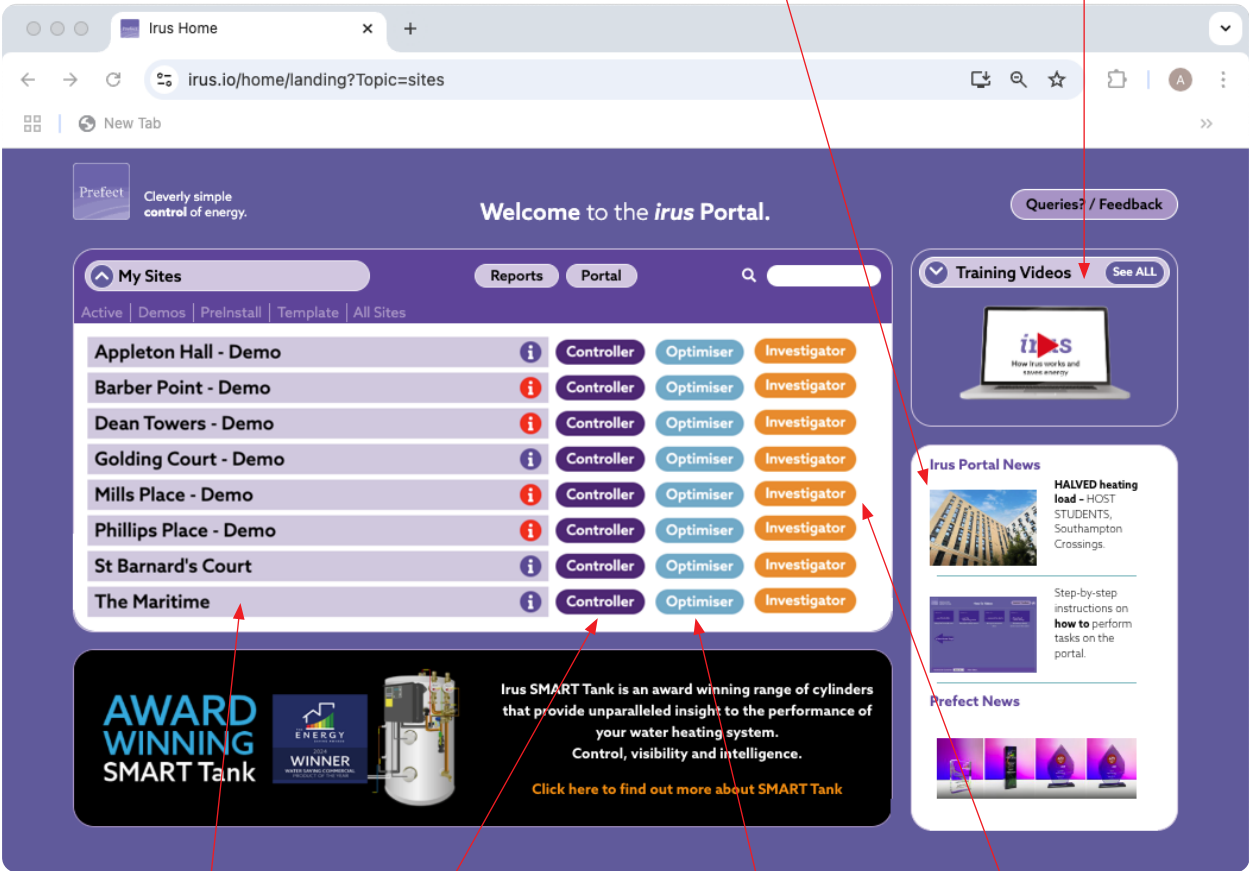 Irus Home
irus.io/home/landing?Topic=sites
A
New Tab
Prefect
Cleverly simple
control of energy.
Welcome to the irus Portal.
Queries? / Feedback
My Sites
Reports
Portal
Active | Demos | PreInstall | Template | All Sites
Appleton Hall - Demo i Controller Optimiser Investigator
Barber Point - Demo i Controller Optimiser Investigator
Dean Towers - Demo i Controller Optimiser Investigator
Golding Court - Demo i Controller Optimiser Investigator
Mills Place - Demo i Controller Optimiser Investigator
Phillips Place - Demo i Controller Optimiser Investigator
St Barnard's Court i Controller Optimiser Investigator
The Maritime i Controller Optimiser Investigator
Training Videos
See ALL
irus
How Irus works and
saves energy
Irus Portal News
HALVED heating
load – HOST
STUDENTS,
Southampton
Crossings.
Step-by-step
instructions on
how to perform
tasks on the
portal.
Prefect News
AWARD
WINNING
SMART Tank
ENERGY
2024
WINNER
WATER SAVING COMMERCIAL
PRODUCT OF THE YEAR
Irus SMART Tank is an award winning range of cylinders
that provide unparalleled insight to the performance of
your water heating system.
Control, visibility and intelligence.
Click here to find out more about SMART Tank